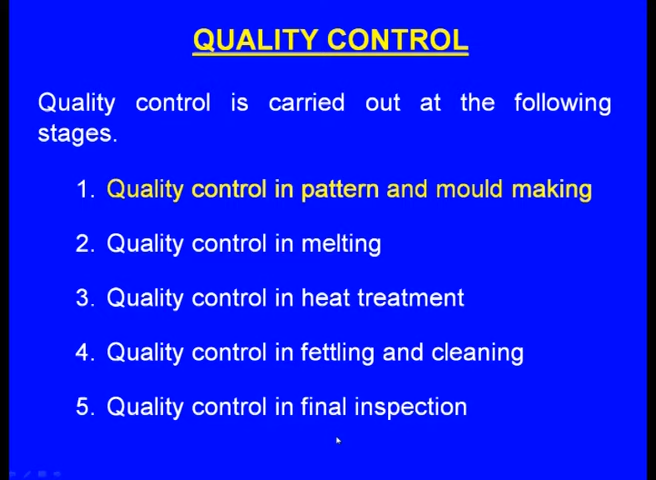 QUALITY CONTROL
Quality control is carried out at the following
stages.
1. Quality control in pattern and mould making
2. Quality control in melting
3. Quality control in heat treatment
4. Quality control in fettling and cleaning
5. Quality control in final inspection